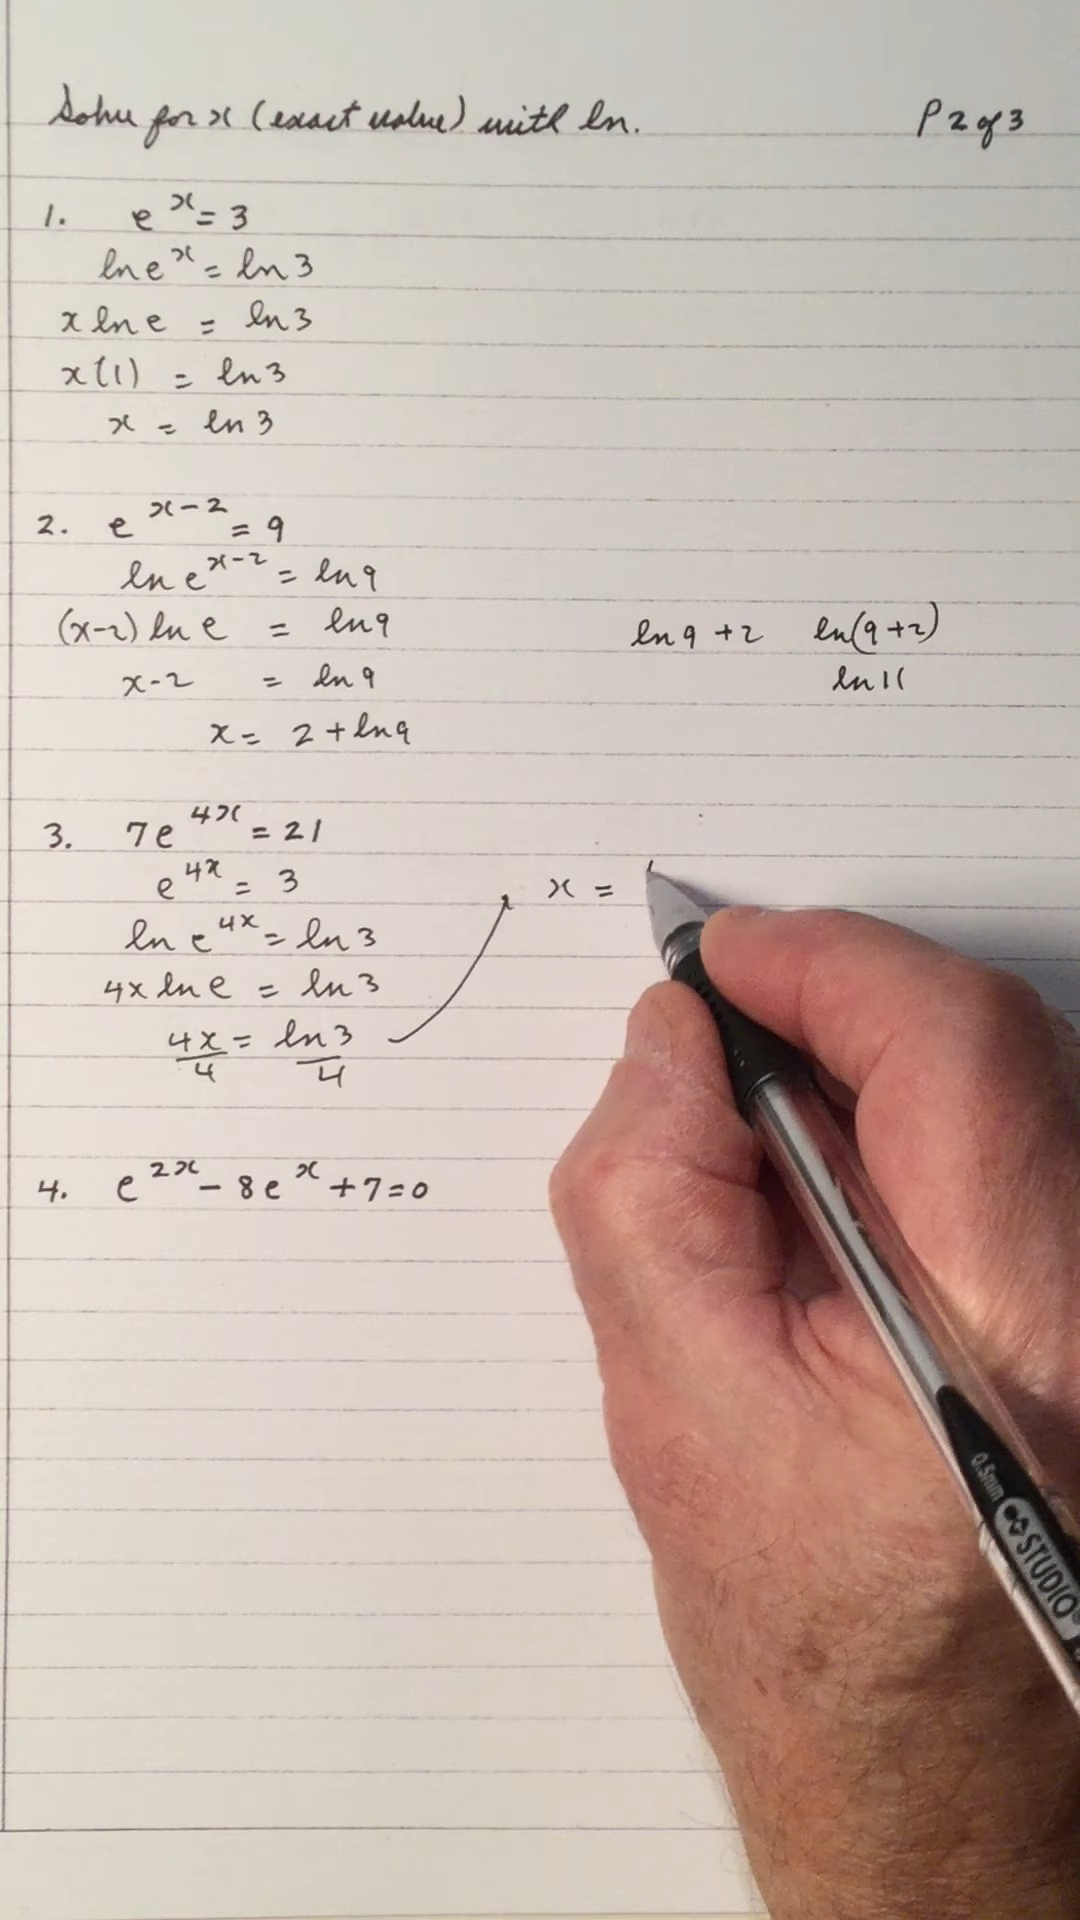 Solve for x (exact value) with ln. P 2 of 3
1. e^x = 3
ln e^x = ln 3
x ln e = ln 3
x(1) = ln 3
x = ln 3
2. e^(x-2) = 9
ln e^(x-2) = ln 9
(x-2) ln e = ln 9
ln 9 + 2 ln(9+2)
x-2 = ln 9
ln 11
x = 2 + ln 9
3. 7e^(4x) = 21
e^(4x) = 3
ln e^(4x) = ln 3
4x ln e = ln 3
4x/4 = ln 3/4
x =
4. e^(2x) - 8e^x + 7 = 0
0.5mm STUDIO